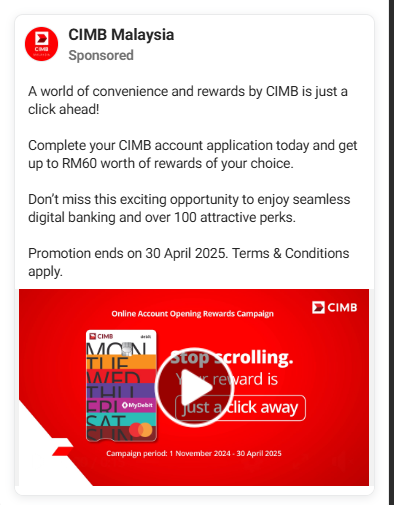 CIMB Malaysia
Sponsored
A world of convenience and rewards by CIMB is just a
click ahead!
Complete your CIMB account application today and get
up to RM60 worth of rewards of your choice.
Don’t miss this exciting opportunity to enjoy seamless
digital banking and over 100 attractive perks.
Promotion ends on 30 April 2025. Terms & Conditions
apply.
CIMB
Online Account Opening Rewards Campaign
CIMB debit
MON
TUE
WED
THU
FRI
SAT
SUN
MyDebit
Stop scrolling.
Your reward is
just a click away
Campaign period: 1 November 2024 - 30 April 2025